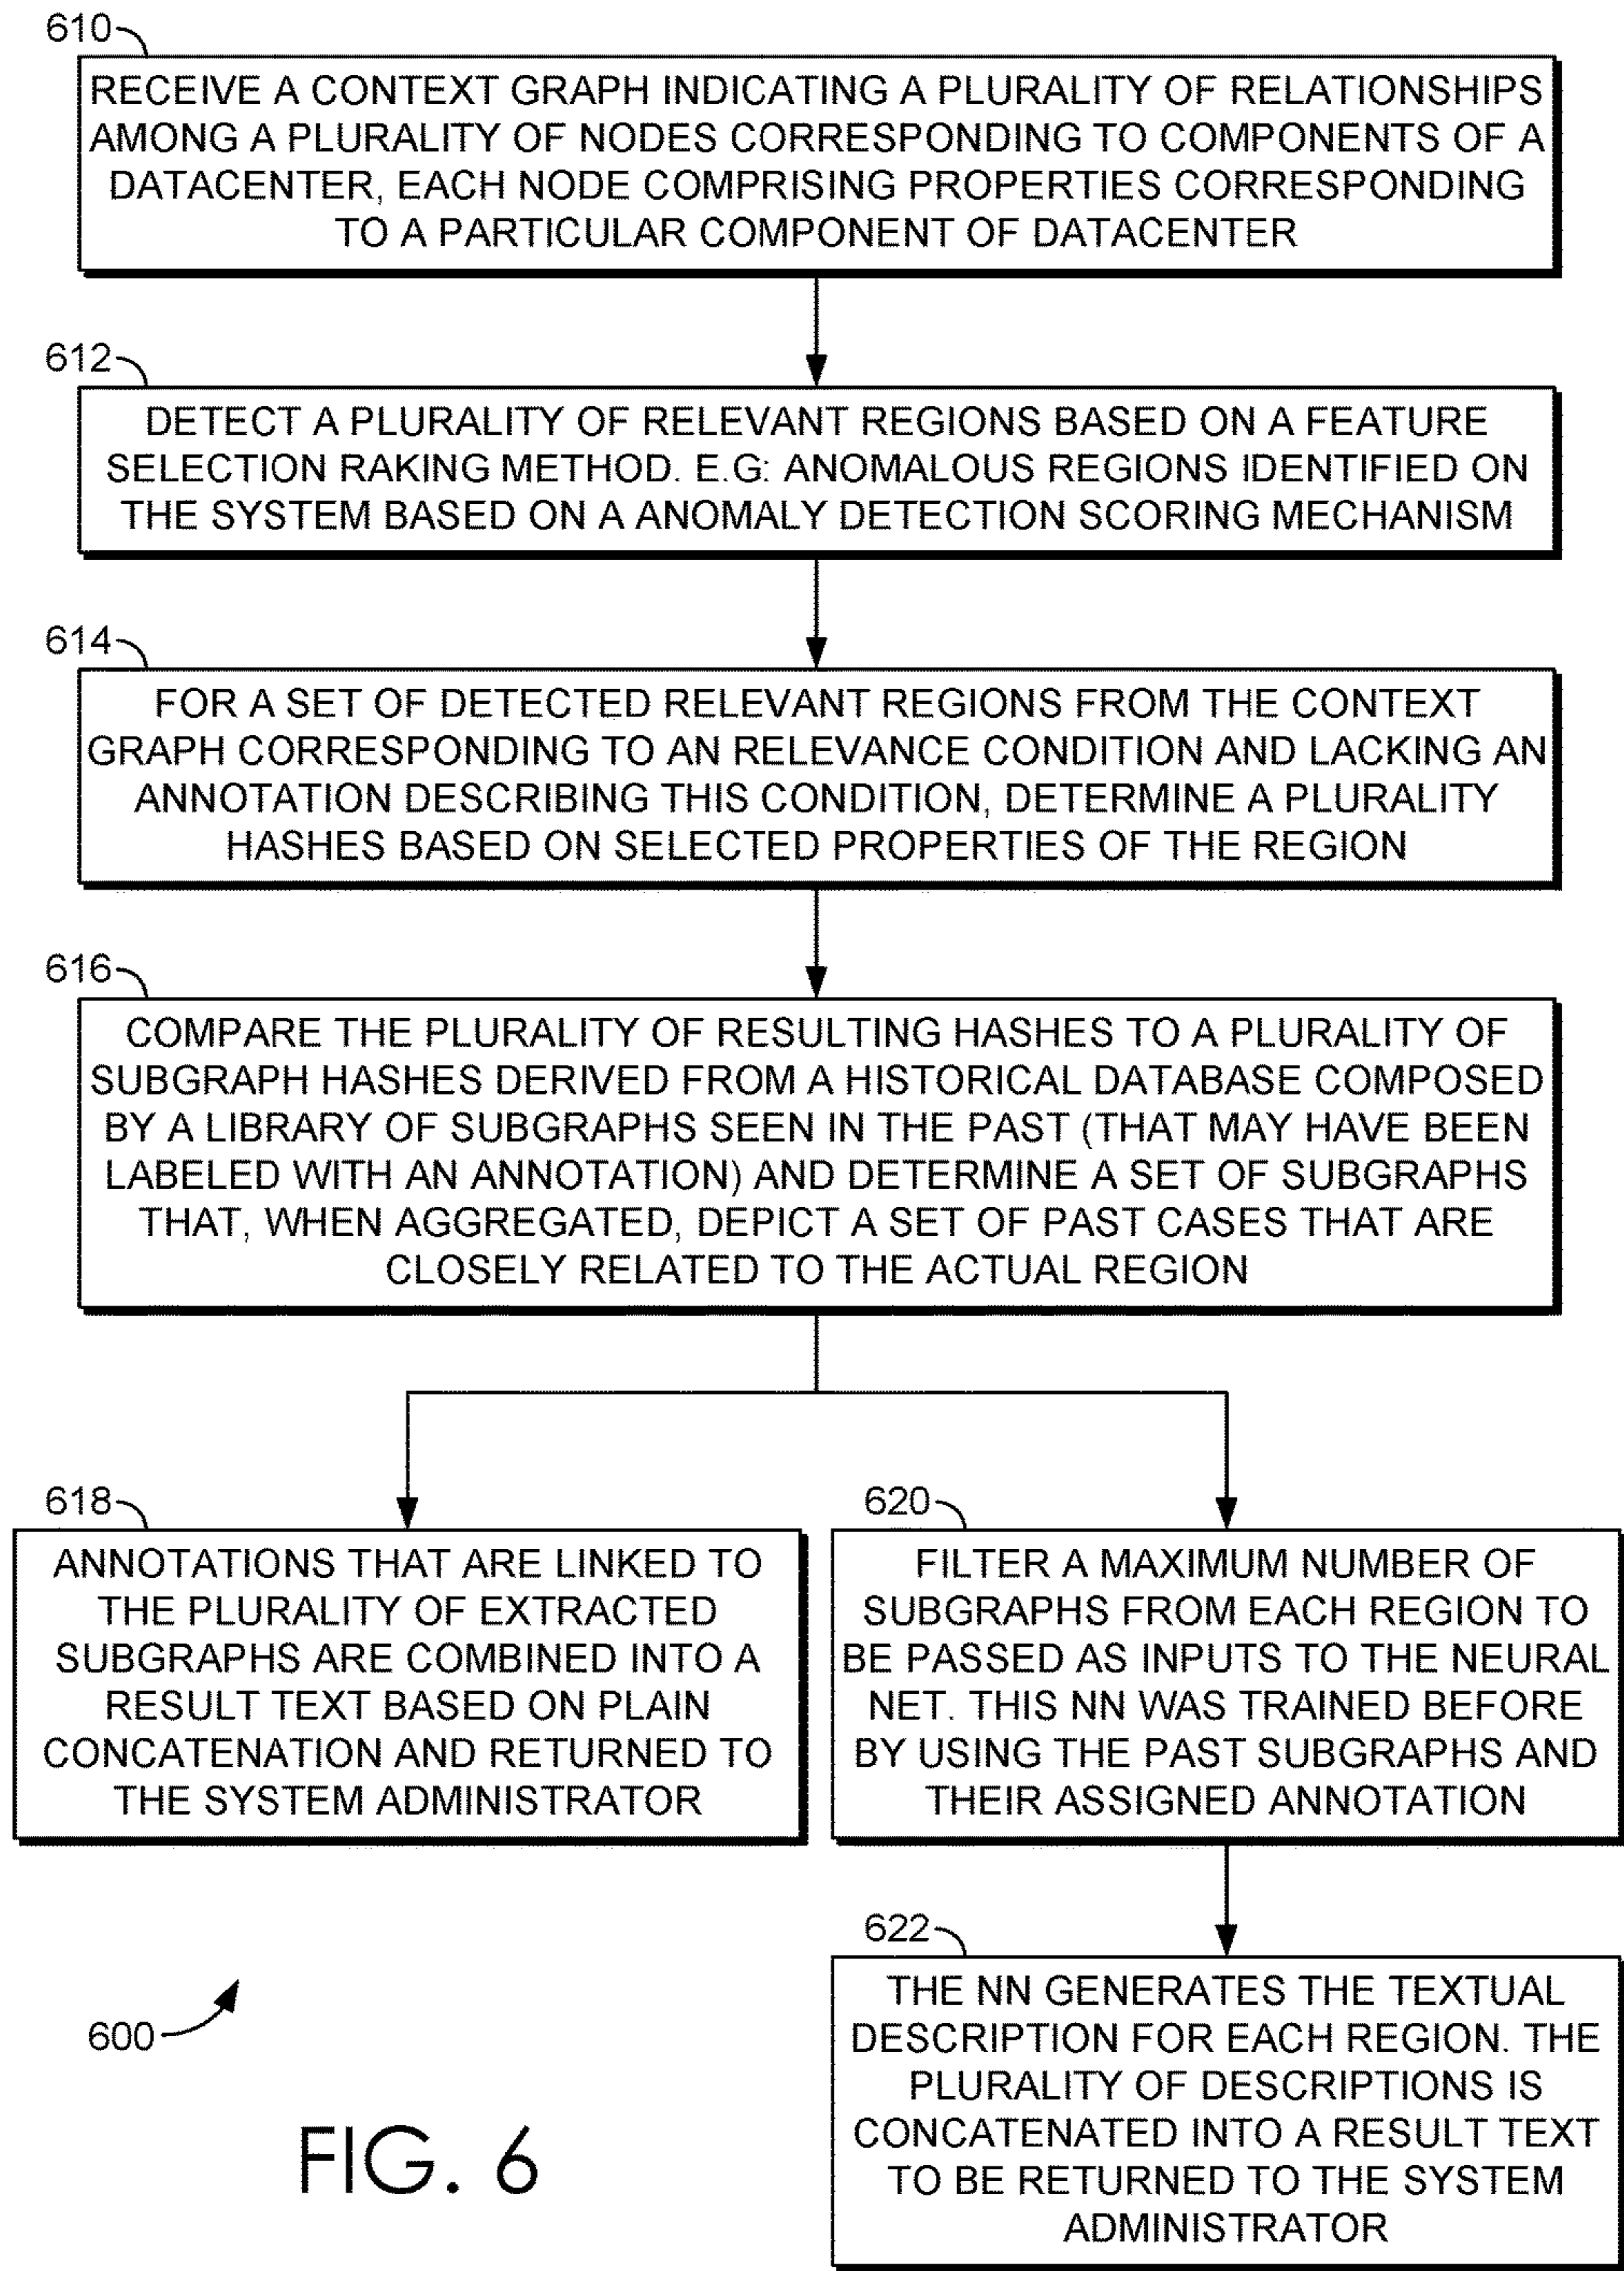 610
RECEIVE A CONTEXT GRAPH INDICATING A PLURALITY OF RELATIONSHIPS
AMONG A PLURALITY OF NODES CORRESPONDING TO COMPONENTS OF A
DATACENTER, EACH NODE COMPRISING PROPERTIES CORRESPONDING
TO A PARTICULAR COMPONENT OF DATACENTER
612
DETECT A PLURALITY OF RELEVANT REGIONS BASED ON A FEATURE
SELECTION RAKING METHOD. E.G: ANOMALOUS REGIONS IDENTIFIED ON
THE SYSTEM BASED ON A ANOMALY DETECTION SCORING MECHANISM
614
FOR A SET OF DETECTED RELEVANT REGIONS FROM THE CONTEXT
GRAPH CORRESPONDING TO AN RELEVANCE CONDITION AND LACKING AN
ANNOTATION DESCRIBING THIS CONDITION, DETERMINE A PLURALITY
HASHES BASED ON SELECTED PROPERTIES OF THE REGION
616
COMPARE THE PLURALITY OF RESULTING HASHES TO A PLURALITY OF
SUBGRAPH HASHES DERIVED FROM A HISTORICAL DATABASE COMPOSED
BY A LIBRARY OF SUBGRAPHS SEEN IN THE PAST (THAT MAY HAVE BEEN
LABELED WITH AN ANNOTATION) AND DETERMINE A SET OF SUBGRAPHS
THAT, WHEN AGGREGATED, DEPICT A SET OF PAST CASES THAT ARE
CLOSELY RELATED TO THE ACTUAL REGION
618
ANNOTATIONS THAT ARE LINKED TO
THE PLURALITY OF EXTRACTED
SUBGRAPHS ARE COMBINED INTO A
RESULT TEXT BASED ON PLAIN
CONCATENATION AND RETURNED TO
THE SYSTEM ADMINISTRATOR
620
FILTER A MAXIMUM NUMBER OF
SUBGRAPHS FROM EACH REGION TO
BE PASSED AS INPUTS TO THE NEURAL
NET. THIS NN WAS TRAINED BEFORE
BY USING THE PAST SUBGRAPHS AND
THEIR ASSIGNED ANNOTATION
622
THE NN GENERATES THE TEXTUAL
DESCRIPTION FOR EACH REGION. THE
PLURALITY OF DESCRIPTIONS IS
CONCATENATED INTO A RESULT TEXT
TO BE RETURNED TO THE SYSTEM
ADMINISTRATOR
600
FIG. 6